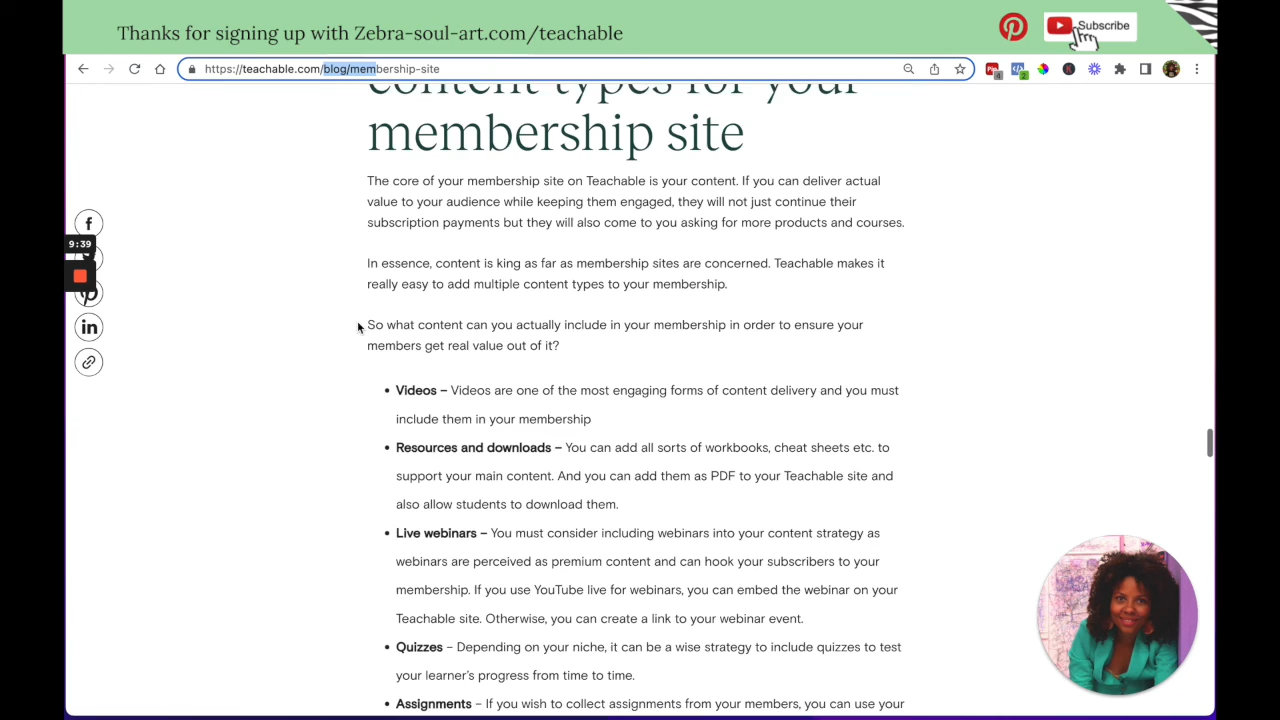 Thanks for signing up with Zebra-soul-art.com/teachable
Subscribe
https://teachable.com/blog/membership-site
4
2
content types for your
membership site
The core of your membership site on Teachable is your content. If you can deliver actual
value to your audience while keeping them engaged, they will not just continue their
subscription payments but they will also come to you asking for more products and courses.
9:39
In essence, content is king as far as membership sites are concerned. Teachable makes it
really easy to add multiple content types to your membership.
So what content can you actually include in your membership in order to ensure your
members get real value out of it?
• Videos – Videos are one of the most engaging forms of content delivery and you must
include them in your membership
• Resources and downloads – You can add all sorts of workbooks, cheat sheets etc. to
support your main content. And you can add them as PDF to your Teachable site and
also allow students to download them.
• Live webinars – You must consider including webinars into your content strategy as
webinars are perceived as premium content and can hook your subscribers to your
membership. If you use YouTube live for webinars, you can embed the webinar on your
Teachable site. Otherwise, you can create a link to your webinar event.
• Quizzes – Depending on your niche, it can be a wise strategy to include quizzes to test
your learner's progress from time to time.
• Assignments – If you wish to collect assignments from your members, you can use your